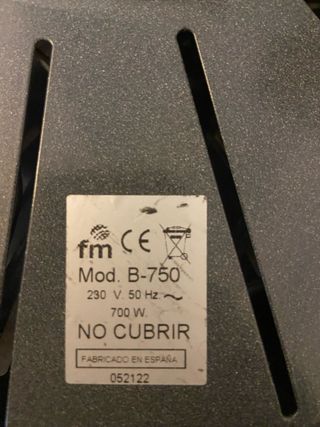 fm CE
Mod. B-750
230 V. 50 Hz. ~
700 W.
NO CUBRIR
FABRICADO EN ESPAÑA
052122